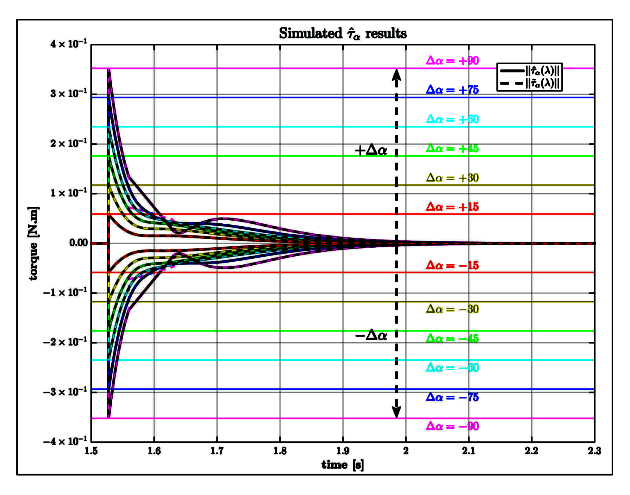 Simulated τ̂α results
4 × 10⁻¹
3 × 10⁻¹
2 × 10⁻¹
1 × 10⁻¹
0.00
−1 × 10⁻¹
−2 × 10⁻¹
−3 × 10⁻¹
−4 × 10⁻¹
torque [N.m]
Δα = +90
Δα = +75
Δα = +60
Δα = +45
Δα = +30
Δα = +15
Δα = −15
Δα = −30
Δα = −45
Δα = −60
Δα = −75
Δα = −90
+Δα
−Δα
1.5 1.6 1.7 1.8 1.9 2 2.1 2.2 2.3
time [s]